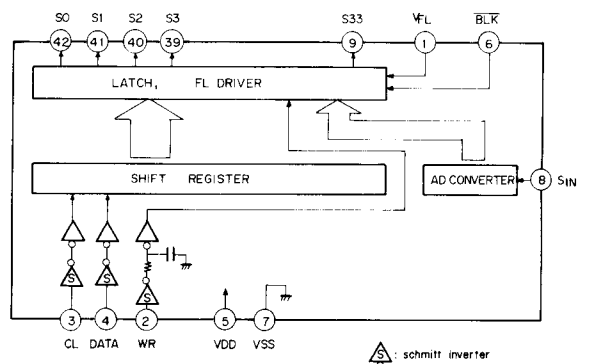 S0 S1 S2 S3 S33 VFL BLK
42 41 40 39 9 1 6
LATCH, FL DRIVER
SHIFT REGISTER
AD CONVERTER
8 SIN
S S S
3 4 2 5 7
CL DATA WR VDD VSS
S : schmitt inverter